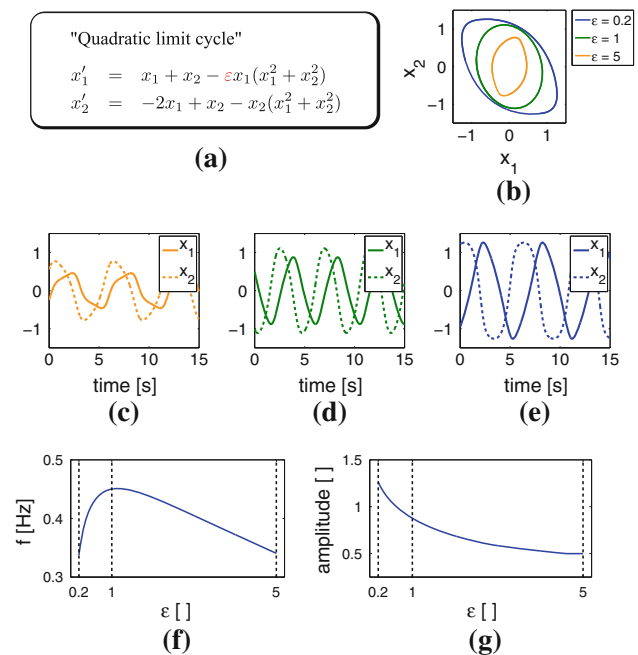 "Quadratic limit cycle"
x₁′ = x₁ + x₂ − εx₁(x₁² + x₂²)
x₂′ = −2x₁ + x₂ − x₂(x₁² + x₂²)
(a)
x₂
1
0
−1
−1 0 1
x₁
ε = 0.2
ε = 1
ε = 5
(b)
1
0
−1
0 5 10 15
x₁
x₂
time [s]
(c)
1
0
−1
0 5 10 15
x₁
x₂
time [s]
(d)
1
0
−1
0 5 10 15
x₁
x₂
time [s]
(e)
f [Hz]
0.5
0.4
0.3
0.2 1 5
ε [ ]
(f)
amplitude [ ]
1.5
1
0.5
0.2 1 5
ε [ ]
(g)